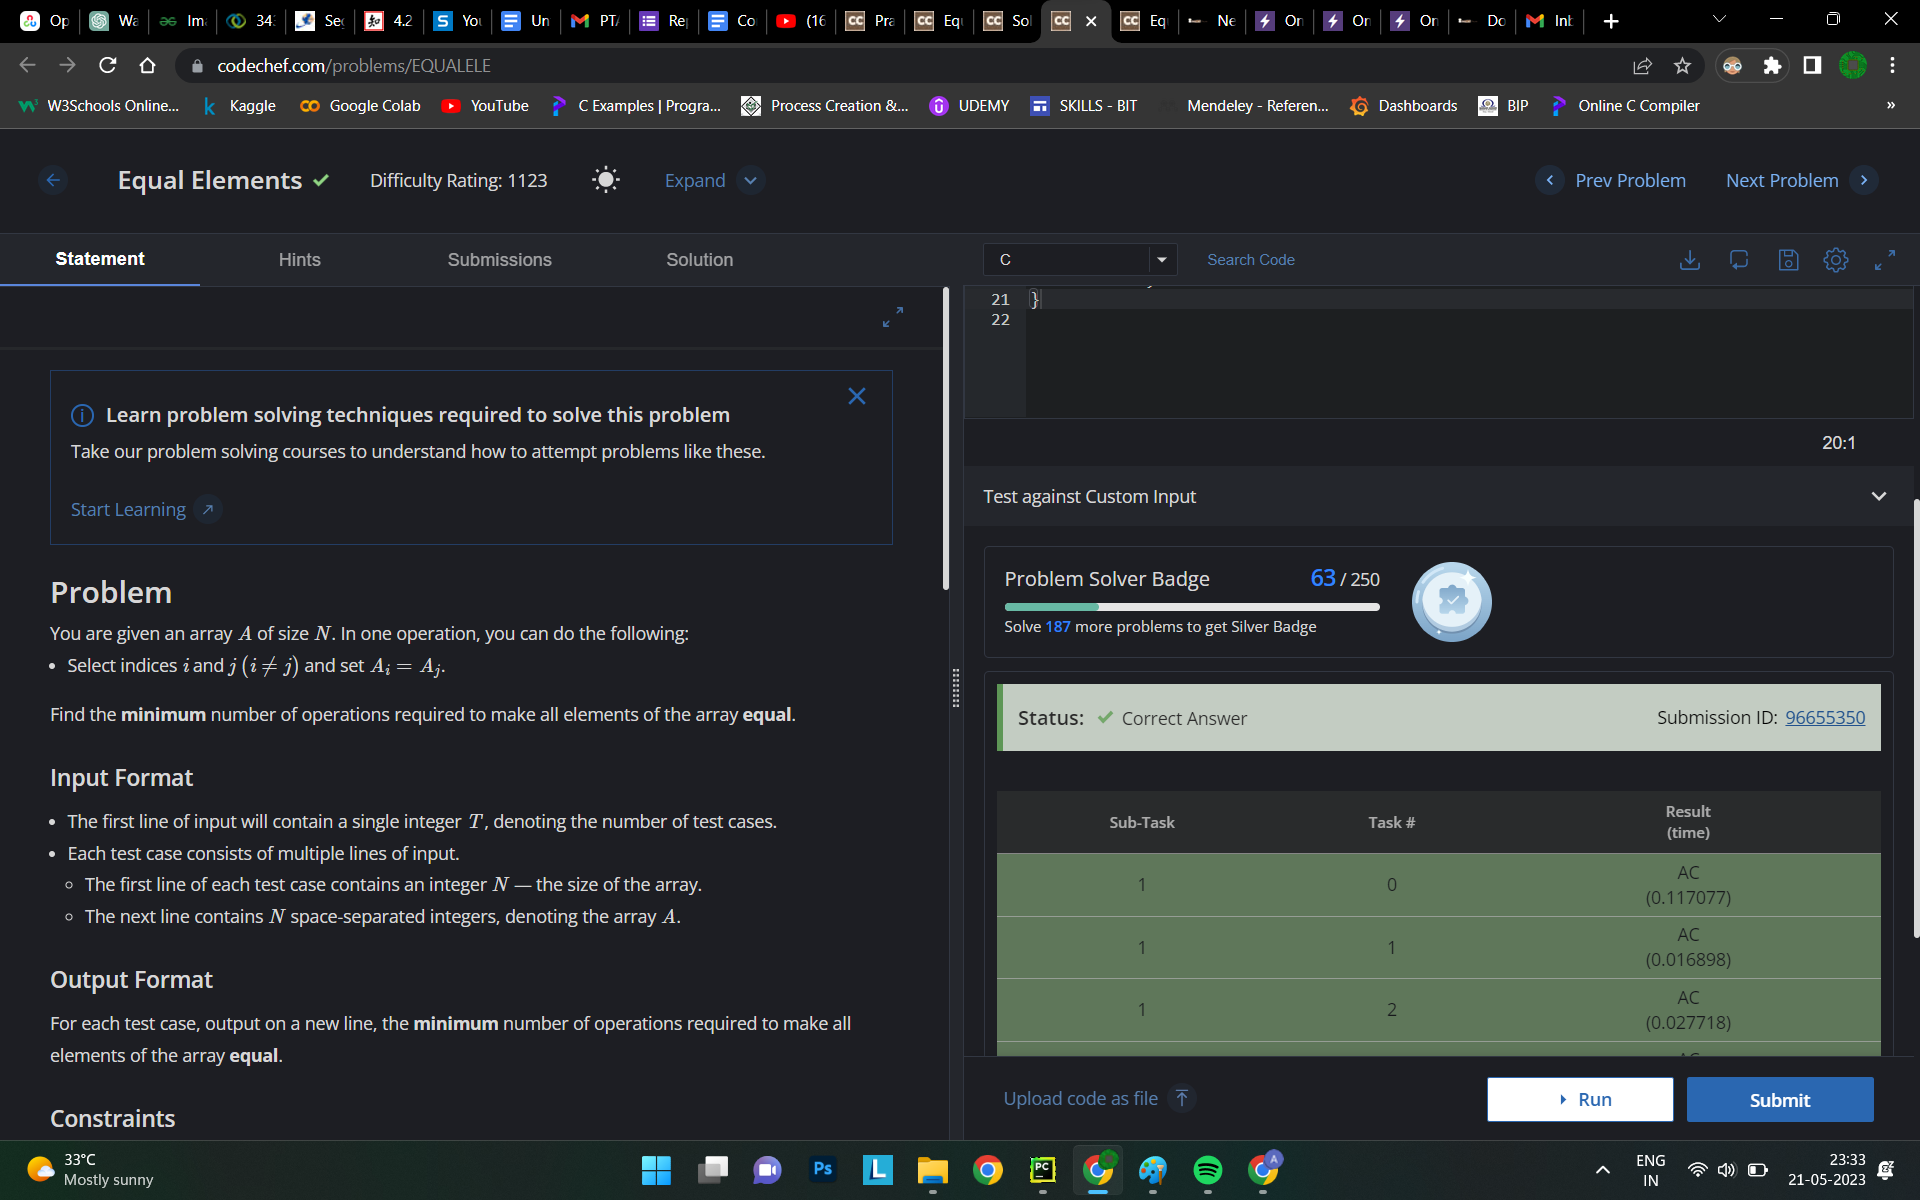 Op
Wa
Im
34
Se
4.2
You
Un
PT
Re
Co
(16
Pra
Equ
Sol
Eq
Ne
On
On
On
Do
Int
codechef.com/problems/EQUALELE
W3Schools Online...
Kaggle
Google Colab
YouTube
C Examples | Progra...
Process Creation &...
UDEMY
SKILLS - BIT
Mendeley - Referen...
Dashboards
BIP
Online C Compiler
»
Equal Elements
Difficulty Rating: 1123
Expand
Prev Problem
Next Problem
Statement
Hints
Submissions
Solution
C
Search Code
21 }
22
20:1
Learn problem solving techniques required to solve this problem
Take our problem solving courses to understand how to attempt problems like these.
Start Learning
Problem
You are given an array A of size N. In one operation, you can do the following:
• Select indices i and j (i ≠ j) and set Ai = Aj.
Find the minimum number of operations required to make all elements of the array equal.
Input Format
• The first line of input will contain a single integer T, denoting the number of test cases.
• Each test case consists of multiple lines of input.
◦ The first line of each test case contains an integer N — the size of the array.
◦ The next line contains N space-separated integers, denoting the array A.
Output Format
For each test case, output on a new line, the minimum number of operations required to make all
elements of the array equal.
Constraints
Test against Custom Input
Problem Solver Badge
63 / 250
Solve 187 more problems to get Silver Badge
Status: Correct Answer
Submission ID: 96655350
Sub-Task
Task #
Result
(time)
1
0
AC
(0.117077)
1
1
AC
(0.016898)
1
2
AC
(0.027718)
Upload code as file
Run
Submit
33°C
Mostly sunny
Ps
L
PC
A
ENG
IN
23:33
21-05-2023